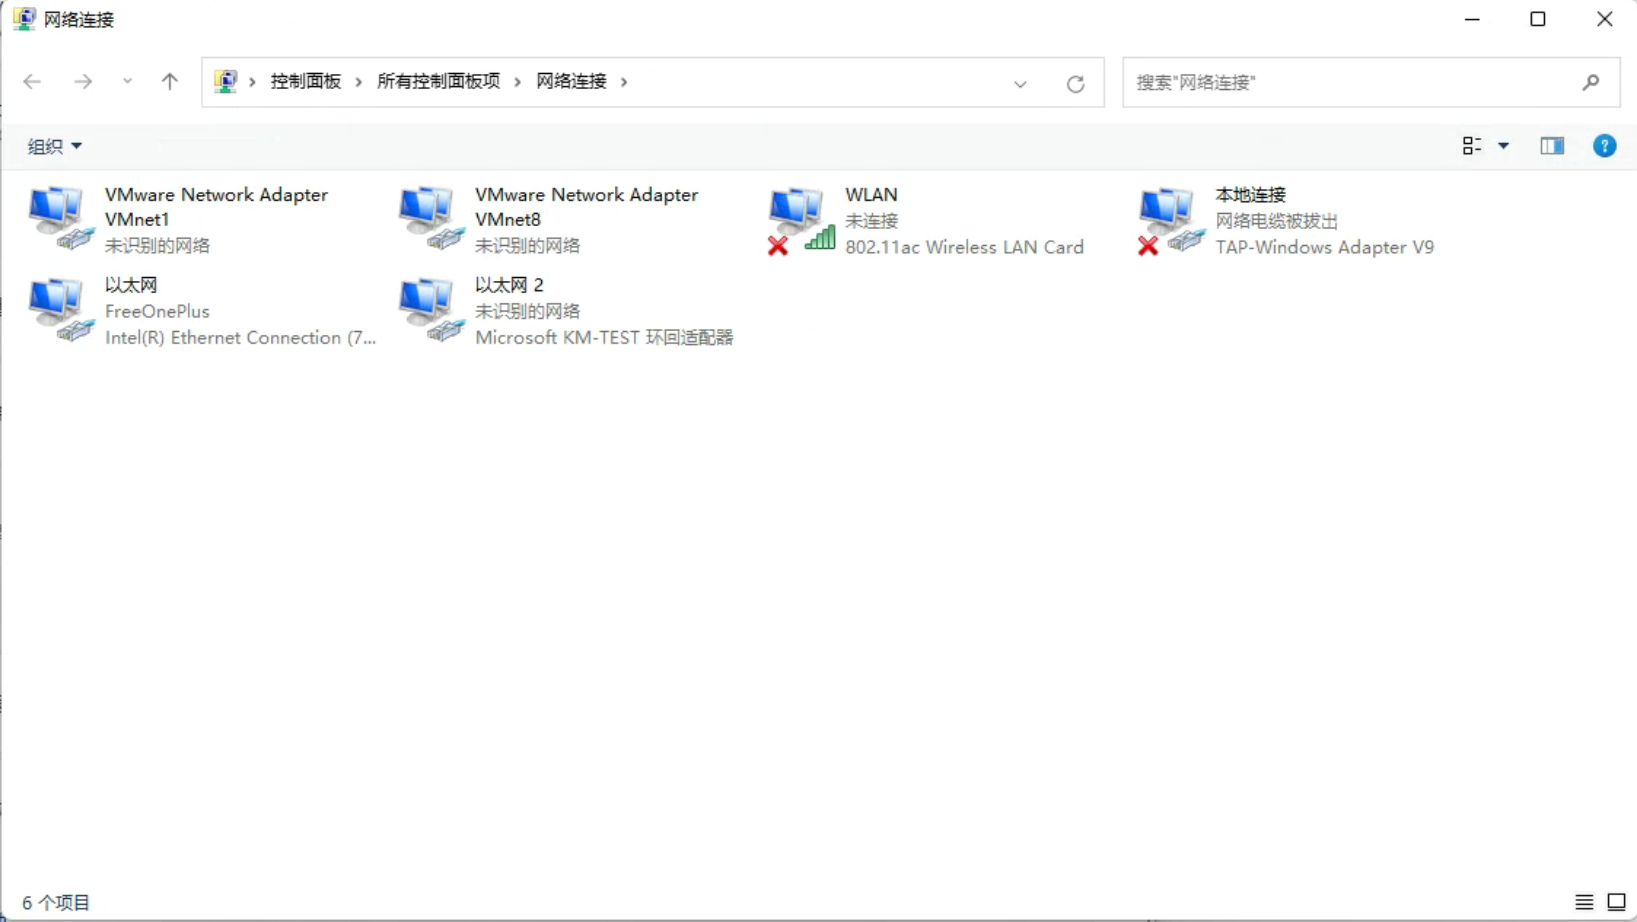 网络连接
控制面板 › 所有控制面板项 › 网络连接 ›
搜索"网络连接"
组织
VMware Network Adapter
VMnet1
未识别的网络
VMware Network Adapter
VMnet8
未识别的网络
WLAN
未连接
802.11ac Wireless LAN Card
本地连接
网络电缆被拔出
TAP-Windows Adapter V9
以太网
FreeOnePlus
Intel(R) Ethernet Connection (7...
以太网 2
未识别的网络
Microsoft KM-TEST 环回适配器
6 个项目